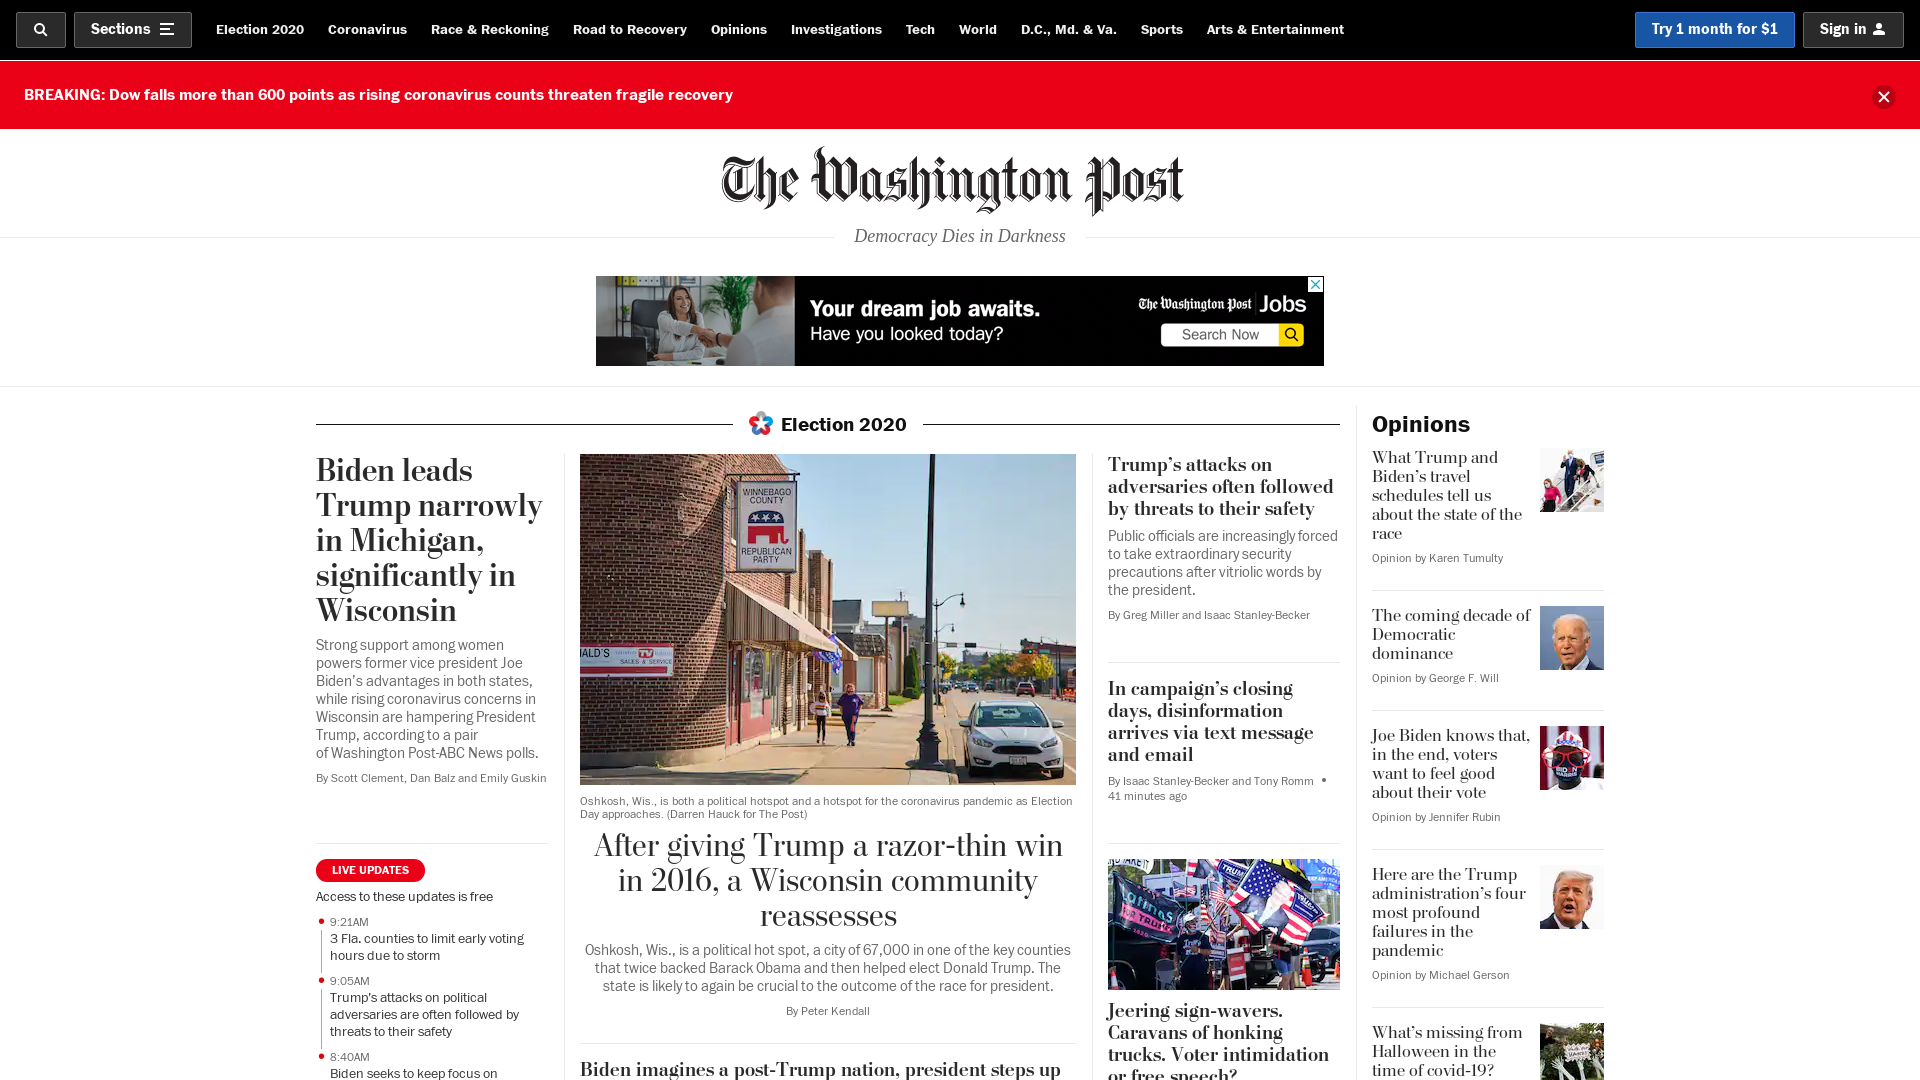 Sections
Election 2020
Coronavirus
Race & Reckoning
Road to Recovery
Opinions
Investigations
Tech
World
D.C., Md. & Va.
Sports
Arts & Entertainment
Try 1 month for $1
Sign in
BREAKING: Dow falls more than 600 points as rising coronavirus counts threaten fragile recovery
The Washington Post
Democracy Dies in Darkness
Your dream job awaits.
Have you looked today?
The Washington Post Jobs
Search Now
Election 2020
Biden leads
Trump narrowly
in Michigan,
significantly in
Wisconsin
Strong support among women
powers former vice president Joe
Biden’s advantages in both states,
while rising coronavirus concerns in
Wisconsin are hampering President
Trump, according to a pair
of Washington Post-ABC News polls.
By Scott Clement, Dan Balz and Emily Guskin
LIVE UPDATES
Access to these updates is free
9:21AM
3 Fla. counties to limit early voting
hours due to storm
9:05AM
Trump’s attacks on political
adversaries are often followed by
threats to their safety
8:40AM
Biden seeks to keep focus on
WINNEBAGO
COUNTY
REPUBLICAN
PARTY
NALD'S
TV
SALES & SERVICE
Oshkosh, Wis., is both a political hotspot and a hotspot for the coronavirus pandemic as Election
Day approaches. (Darren Hauck for The Post)
After giving Trump a razor-thin win
in 2016, a Wisconsin community
reassesses
Oshkosh, Wis., is a political hot spot, a city of 67,000 in one of the key counties
that twice backed Barack Obama and then helped elect Donald Trump. The
state is likely to again be crucial to the outcome of the race for president.
By Peter Kendall
Biden imagines a post-Trump nation, president steps up
Trump’s attacks on
adversaries often followed
by threats to their safety
Public officials are increasingly forced
to take extraordinary security
precautions after vitriolic words by
the president.
By Greg Miller and Isaac Stanley-Becker
In campaign’s closing
days, disinformation
arrives via text message
and email
By Isaac Stanley-Becker and Tony Romm •
41 minutes ago
Latinas
FOR TRUMP
TRUMP
Jeering sign-wavers.
Caravans of honking
trucks. Voter intimidation
or free speech?
Opinions
What Trump and
Biden’s travel
schedules tell us
about the state of the
race
Opinion by Karen Tumulty
The coming decade of
Democratic
dominance
Opinion by George F. Will
Joe Biden knows that,
in the end, voters
want to feel good
about their vote
Opinion by Jennifer Rubin
BIDEN
HARRIS
Here are the Trump
administration’s four
most profound
failures in the
pandemic
Opinion by Michael Gerson
What’s missing from
Halloween in the
time of covid-19?